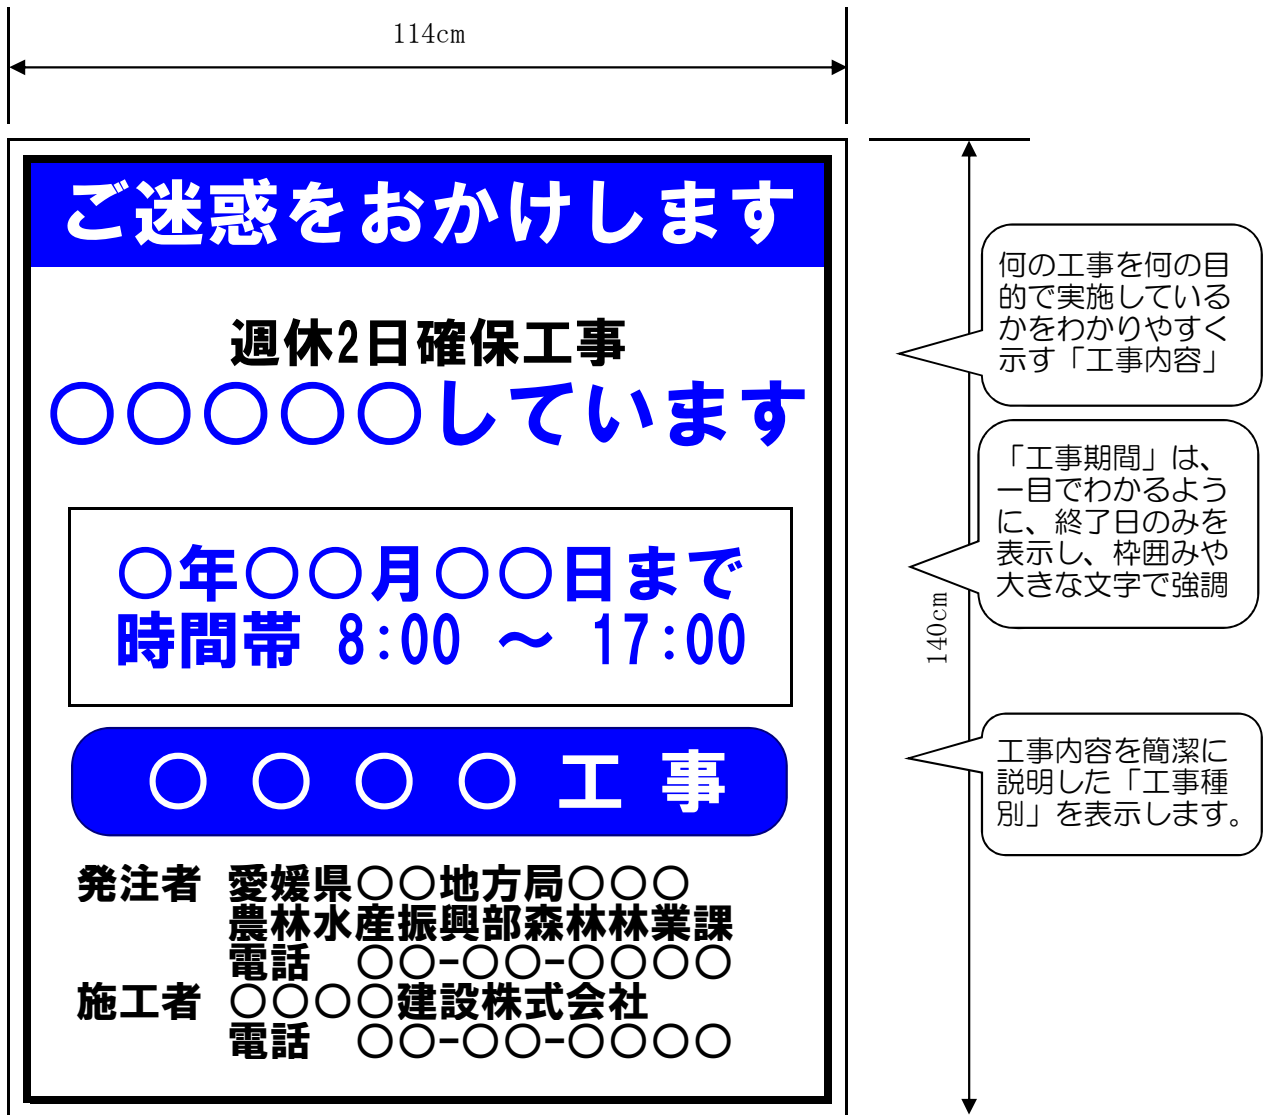 114cm
ご迷惑をおかけします
週休2日確保工事
○○○○○しています
○年○○月○○日まで
時間帯 8:00 ～ 17:00
○○○○工事
発注者 愛媛県○○地方局○○○
農林水産振興部森林林業課
電話 ○○-○○-○○○○
施工者 ○○○○建設株式会社
電話 ○○-○○-○○○○
何の工事を何の目
的で実施している
かをわかりやすく
示す「工事内容」
「工事期間」は、
一目でわかるよう
に、終了日のみを
表示し、枠囲みや
大きな文字で強調
140cm
工事内容を簡潔に
説明した「工事種
別」を表示します。